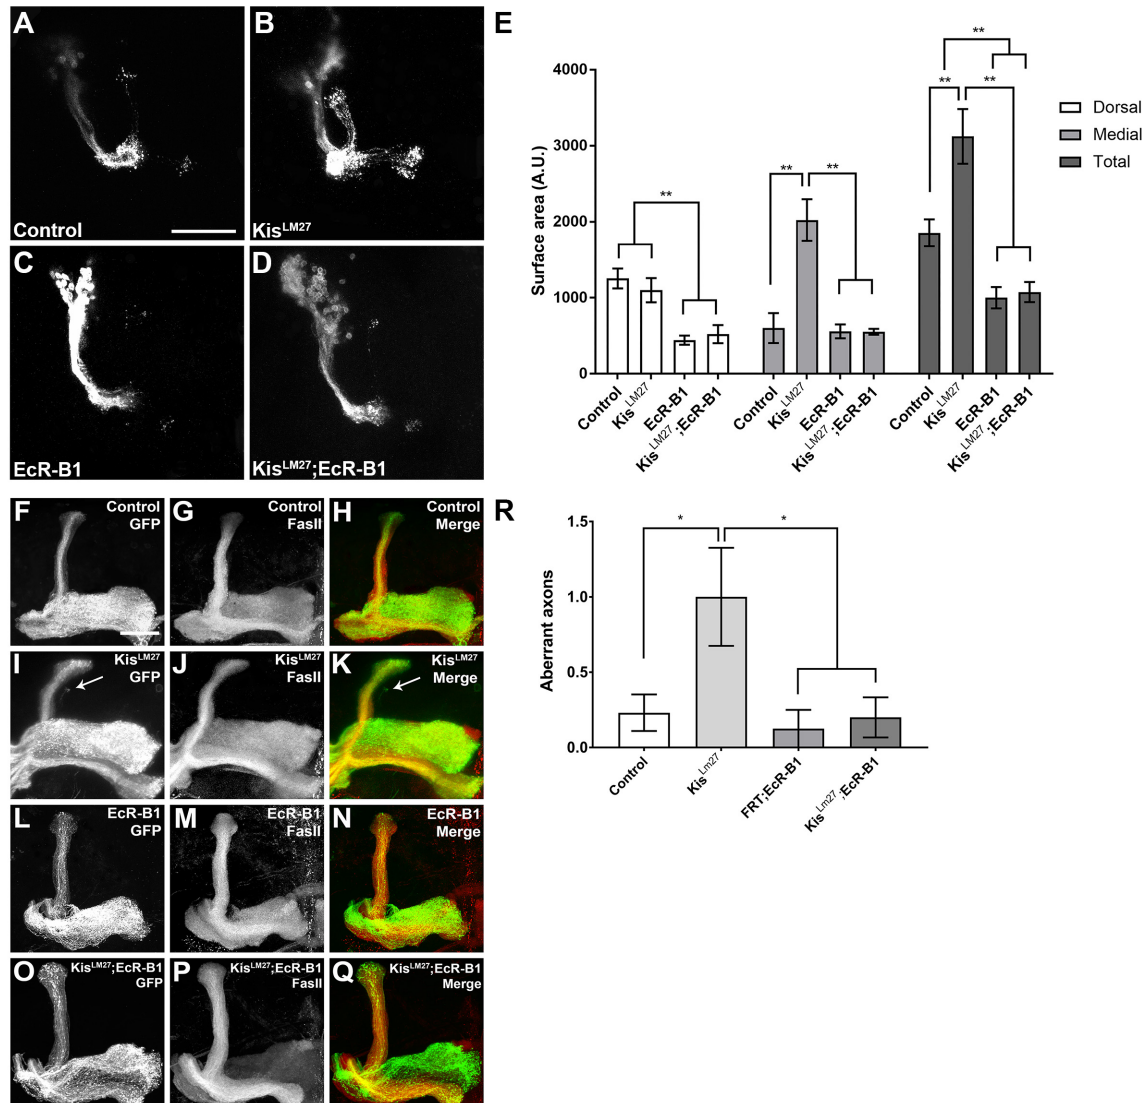 A
Control
B
Kis^LM27
C
EcR-B1
D
Kis^LM27;EcR-B1
E
Surface area (A.U.)
4000
3000
2000
1000
0
**
**
**
**
**
**
Dorsal
Medial
Total
Control
Kis^LM27
EcR-B1
Kis^LM27;EcR-B1
Control
Kis^LM27
EcR-B1
Kis^LM27;EcR-B1
Control
Kis^LM27
EcR-B1
Kis^LM27;EcR-B1
F
Control
GFP
G
Control
FasII
H
Control
Merge
I
Kis^LM27
GFP
J
Kis^LM27
FasII
K
Kis^LM27
Merge
L
EcR-B1
GFP
M
EcR-B1
FasII
N
EcR-B1
Merge
O
Kis^LM27;EcR-B1
GFP
P
Kis^LM27;EcR-B1
FasII
Q
Kis^LM27;EcR-B1
Merge
R
Aberrant axons
1.5
1.0
0.5
0.0
*
*
Control
Kis^Lm27
FRT;EcR-B1
Kis^Lm27;EcR-B1